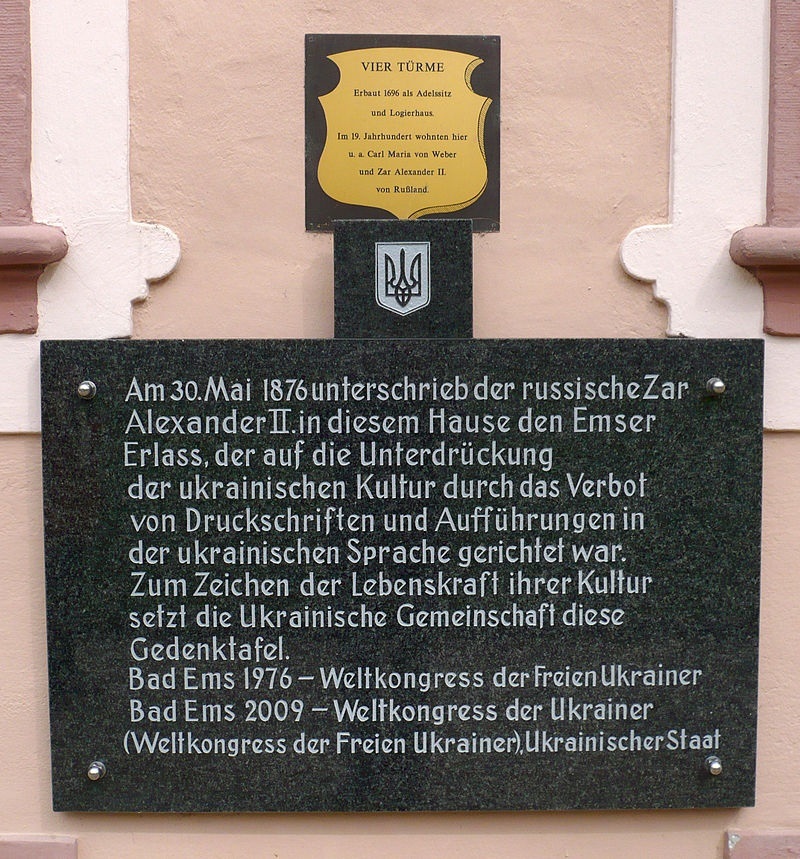 VIER TÜRME
Erbaut 1696 als Adelssitz
und Logierhaus.
Im 19. Jahrhundert wohnten hier
u. a. Carl Maria von Weber
und Zar Alexander II.
von Rußland.
Am 30. Mai 1876 unterschrieb der russische Zar
Alexander II. in diesem Hause den Emser
Erlass, der auf die Unterdrückung
der ukrainischen Kultur durch das Verbot
von Druckschriften und Aufführungen in
der ukrainischen Sprache gerichtet war.
Zum Zeichen der Lebenskraft ihrer Kultur
setzt die Ukrainische Gemeinschaft diese
Gedenktafel.
Bad Ems 1976 – Weltkongress der Freien Ukrainer
Bad Ems 2009 – Weltkongress der Ukrainer
(Weltkongress der Freien Ukrainer), Ukrainischer Staat